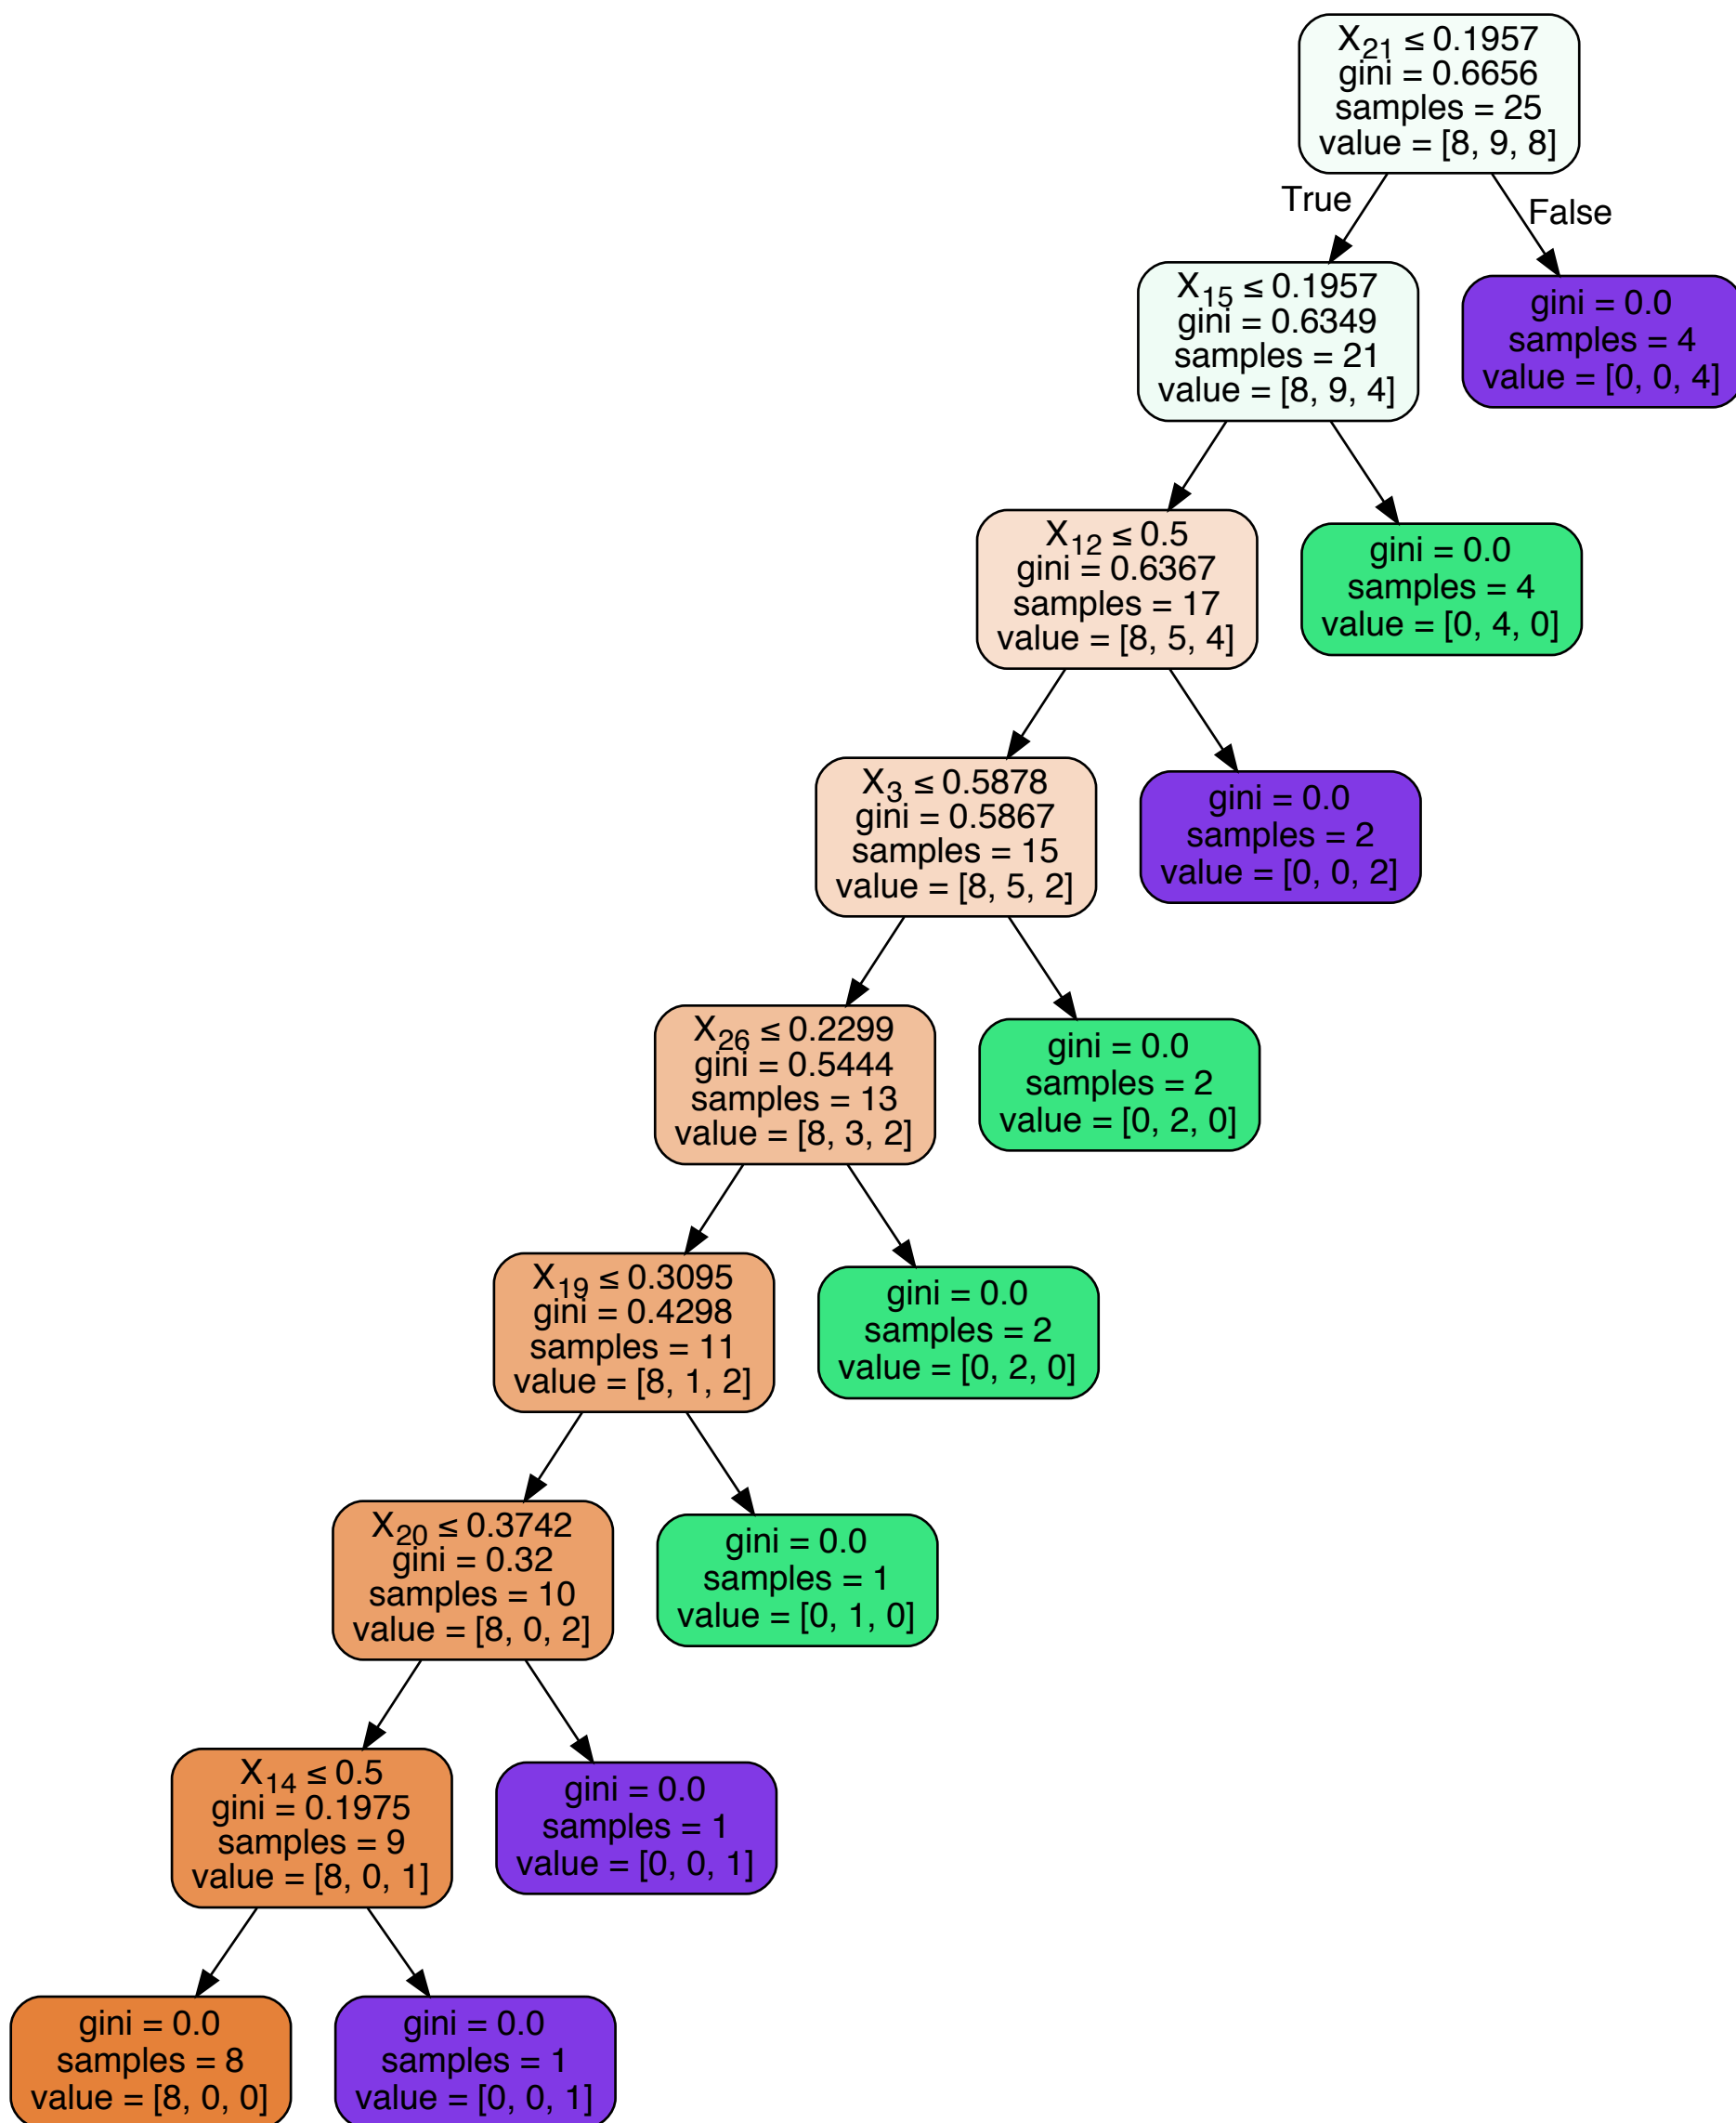 X₂₁ ≤ 0.1957
gini = 0.6656
samples = 25
value = [8, 9, 8]
True
False
X₁₅ ≤ 0.1957
gini = 0.6349
samples = 21
value = [8, 9, 4]
gini = 0.0
samples = 4
value = [0, 0, 4]
X₁₂ ≤ 0.5
gini = 0.6367
samples = 17
value = [8, 5, 4]
gini = 0.0
samples = 4
value = [0, 4, 0]
X₃ ≤ 0.5878
gini = 0.5867
samples = 15
value = [8, 5, 2]
gini = 0.0
samples = 2
value = [0, 0, 2]
X₂₆ ≤ 0.2299
gini = 0.5444
samples = 13
value = [8, 3, 2]
gini = 0.0
samples = 2
value = [0, 2, 0]
X₁₉ ≤ 0.3095
gini = 0.4298
samples = 11
value = [8, 1, 2]
gini = 0.0
samples = 2
value = [0, 2, 0]
X₂₀ ≤ 0.3742
gini = 0.32
samples = 10
value = [8, 0, 2]
gini = 0.0
samples = 1
value = [0, 1, 0]
X₁₄ ≤ 0.5
gini = 0.1975
samples = 9
value = [8, 0, 1]
gini = 0.0
samples = 1
value = [0, 0, 1]
gini = 0.0
samples = 8
value = [8, 0, 0]
gini = 0.0
samples = 1
value = [0, 0, 1]